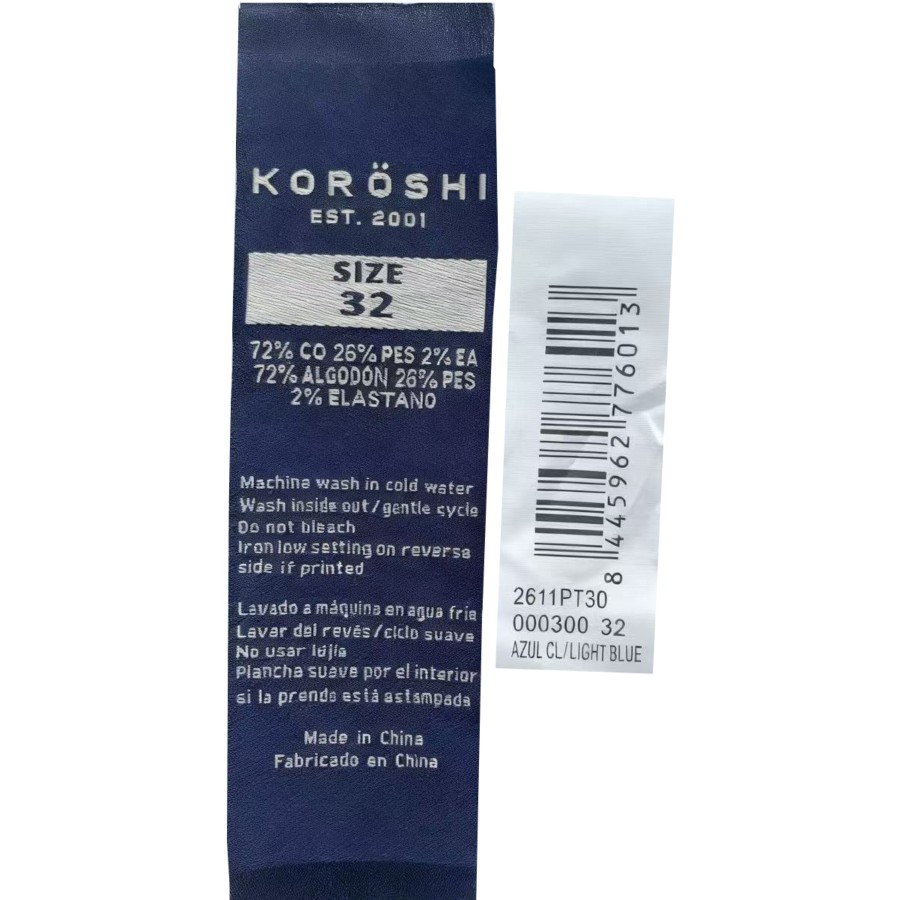 KORÖSHI
EST. 2001
SIZE
32
72% CO 26% PES 2% EA
72% ALGODÓN 26% PES
2% ELASTANO
Machine wash in cold water
Wash inside out/gentle cycle
Do not bleach
Iron low setting on reverse
side if printed
Lavado a máquina en agua fria
Lavar del revés/ciclo suave
No usar lejía
Plancha suave por el interior
si la prenda está estampada
Made in China
Fabricado en China
8 445962 776013
2611PT30
000300 32
AZUL CL/LIGHT BLUE